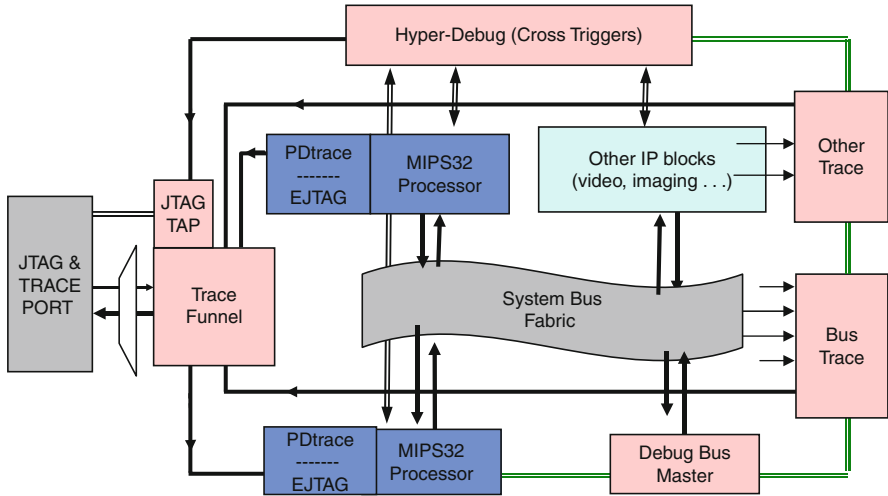 Hyper-Debug (Cross Triggers)
PDtrace
-------
EJTAG
MIPS32
Processor
Other IP blocks
(video, imaging . . .)
Other
Trace
JTAG
TAP
JTAG &
TRACE
PORT
Trace
Funnel
System Bus
Fabric
Bus
Trace
PDtrace
-------
EJTAG
MIPS32
Processor
Debug Bus
Master